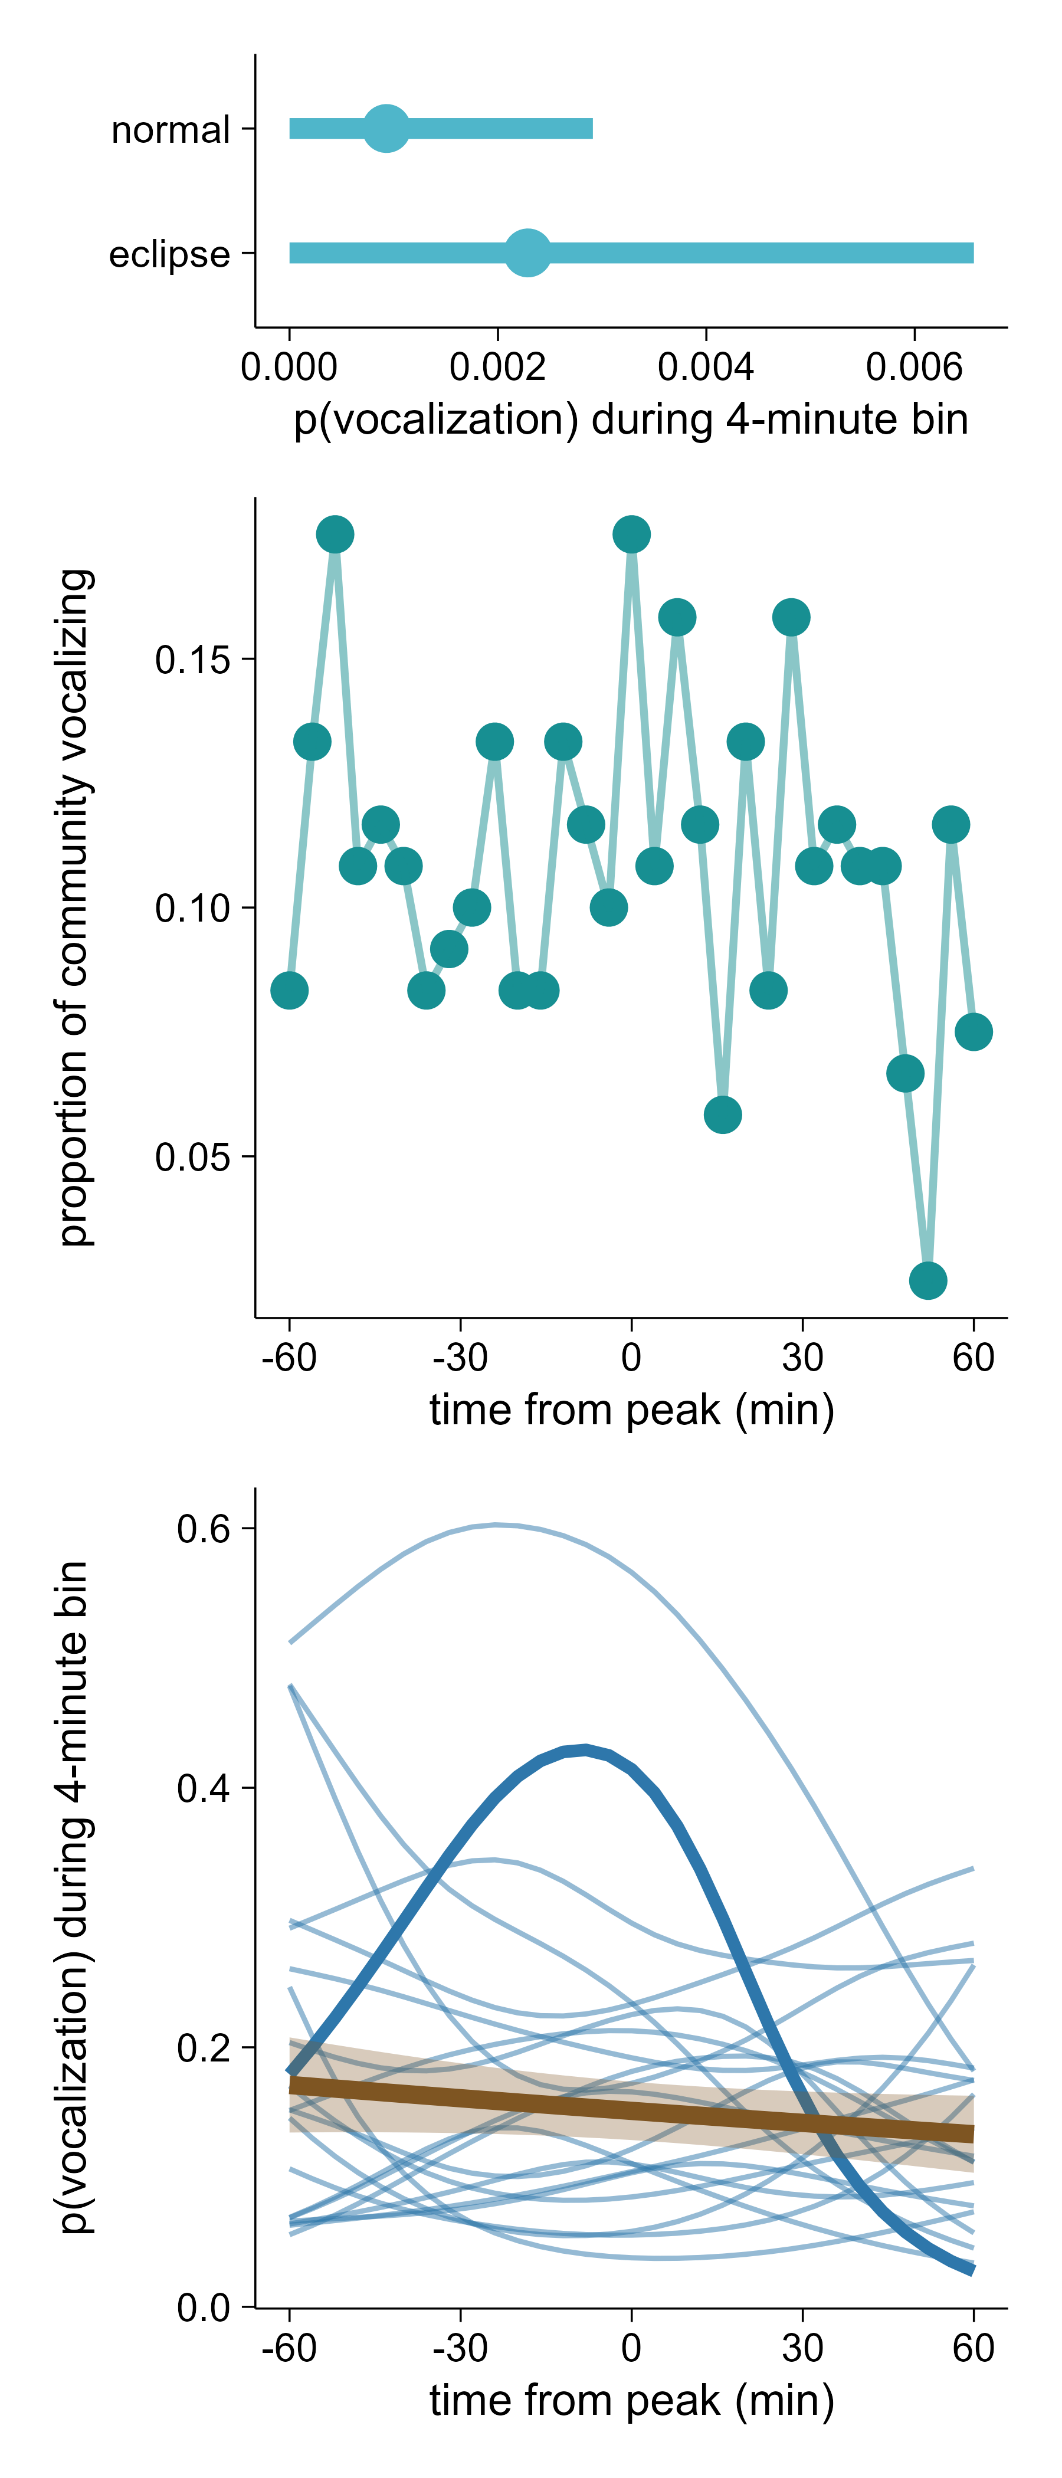 normal
eclipse
0.000 0.002 0.004 0.006
p(vocalization) during 4-minute bin
proportion of community vocalizing
0.15
0.10
0.05
-60 -30 0 30 60
time from peak (min)
p(vocalization) during 4-minute bin
0.6
0.4
0.2
0.0
-60 -30 0 30 60
time from peak (min)